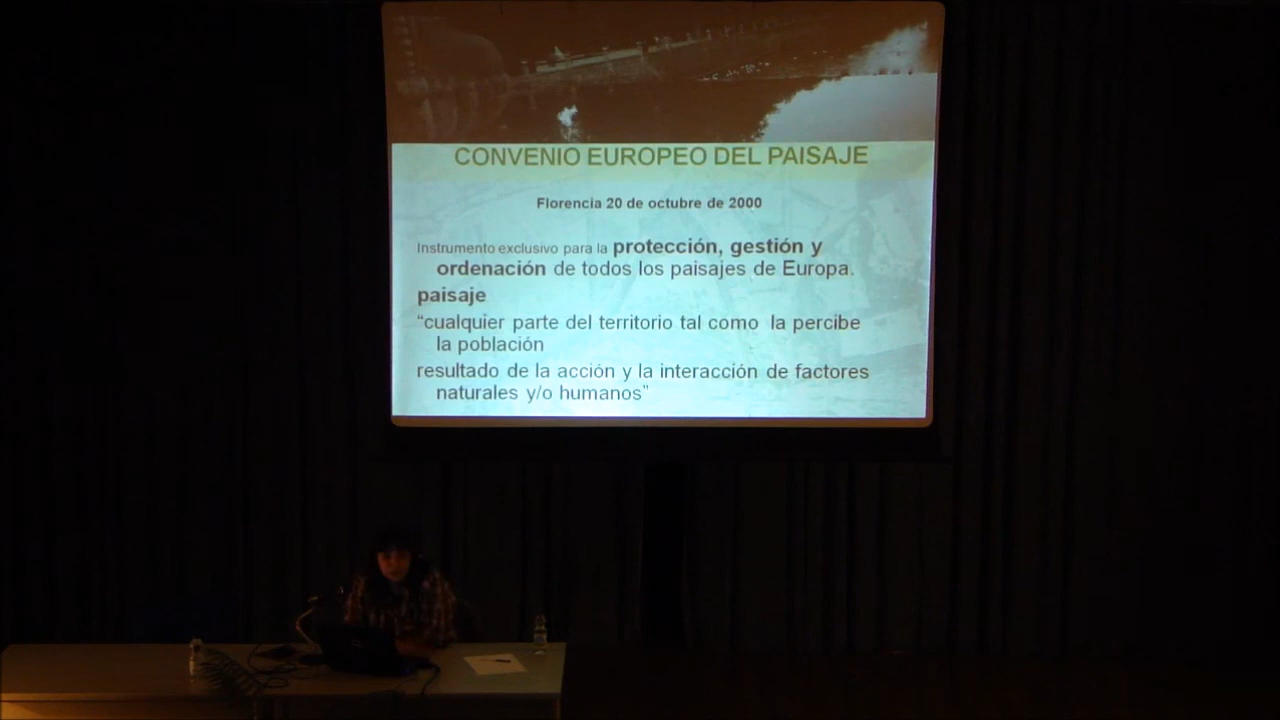 CONVENIO EUROPEO DEL PAISAJE
Florencia 20 de octubre de 2000
Instrumento exclusivo para la protección, gestión y
ordenación de todos los paisajes de Europa.
paisaje
“cualquier parte del territorio tal como la percibe
la población
resultado de la acción y la interacción de factores
naturales y/o humanos”